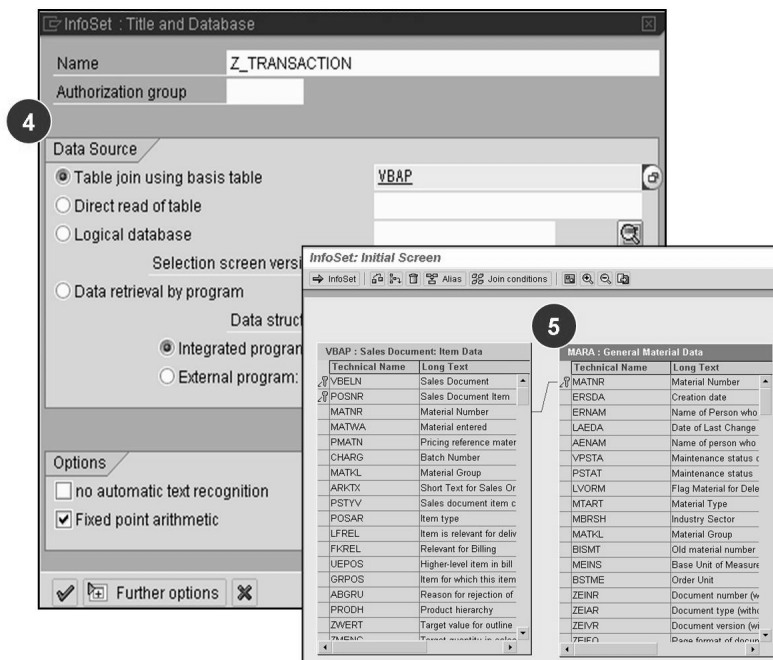 InfoSet : Title and Database
Name Z_TRANSACTION
Authorization group
4
Data Source
Table join using basis table VBAP
Direct read of table
Logical database
Selection screen versi
Data retrieval by program
Data struct
Integrated program
External program:
Options
no automatic text recognition
Fixed point arithmetic
Further options
InfoSet: Initial Screen
InfoSet Alias Join conditions
5
VBAP : Sales Document: Item Data
Technical Name Long Text
VBELN Sales Document
POSNR Sales Document Item
MATNR Material Number
MATWA Material entered
PMATN Pricing reference mater
CHARG Batch Number
MATKL Material Group
ARKTX Short Text for Sales Or
PSTYV Sales document item c
POSAR Item type
LFREL Item is relevant for deliv
FKREL Relevant for Billing
UEPOS Higher-level item in bill
GRPOS Item for which this item
ABGRU Reason for rejection of
PRODH Product hierarchy
ZWERT Target value for outline
ZMENG Target quantity in sales
MARA : General Material Data
Technical Name Long Text
MATNR Material Number
ERSDA Creation date
ERNAM Name of Person who
LAEDA Date of Last Change
AENAM Name of person who
VPSTA Maintenance status c
PSTAT Maintenance status
LVORM Flag Material for Dele
MTART Material Type
MBRSH Industry Sector
MATKL Material Group
BISMT Old material number
MEINS Base Unit of Measure
BSTME Order Unit
ZEINR Document number (w
ZEIAR Document type (witho
ZEIVR Document version (wi
ZEIFO Page format of docum